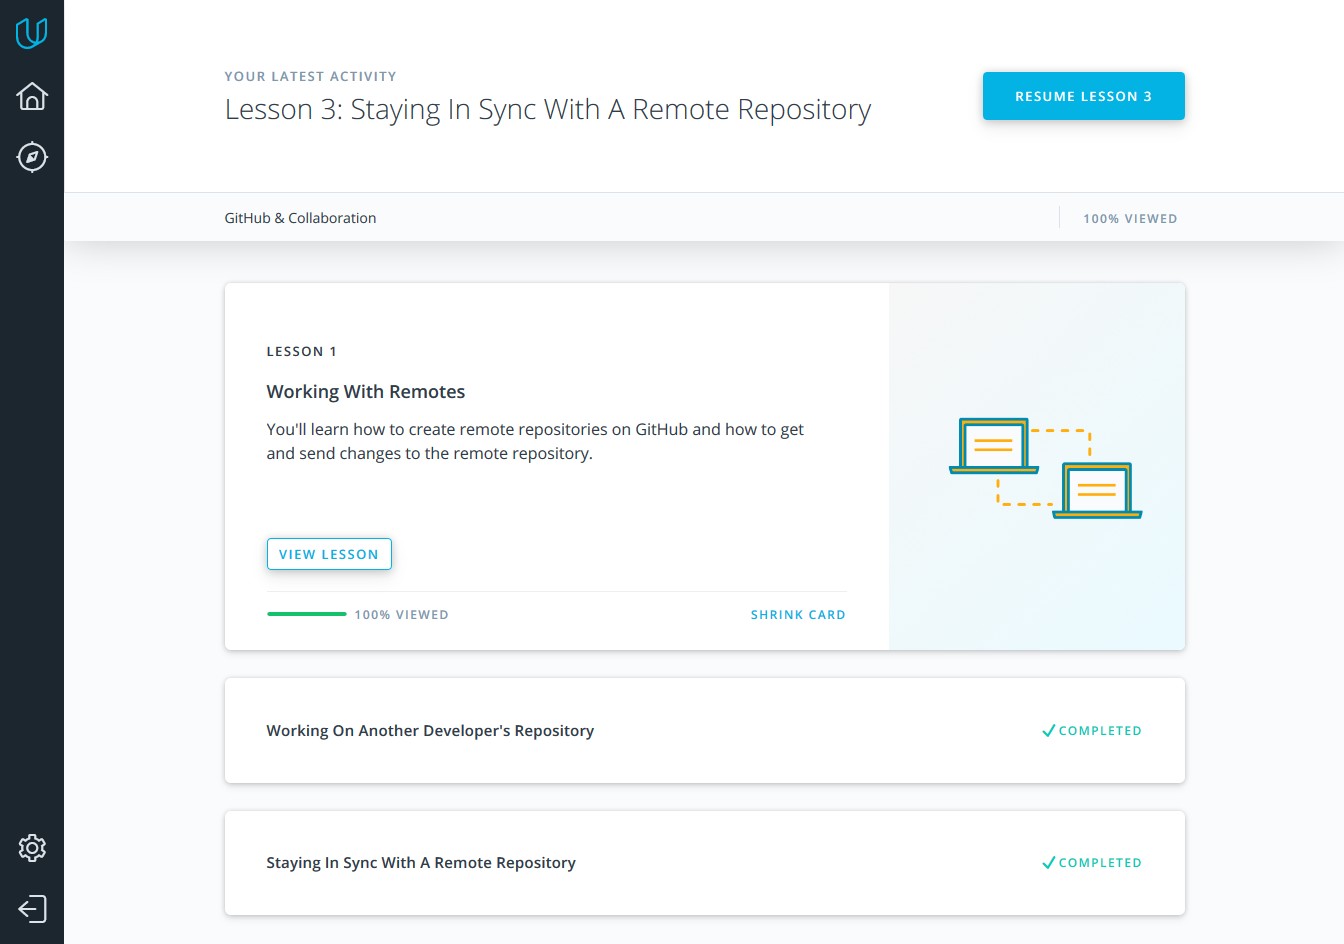 YOUR LATEST ACTIVITY
Lesson 3: Staying In Sync With A Remote Repository
RESUME LESSON 3
GitHub & Collaboration
100% VIEWED
LESSON 1
Working With Remotes
You'll learn how to create remote repositories on GitHub and how to get
and send changes to the remote repository.
VIEW LESSON
100% VIEWED
SHRINK CARD
Working On Another Developer's Repository
COMPLETED
Staying In Sync With A Remote Repository
COMPLETED